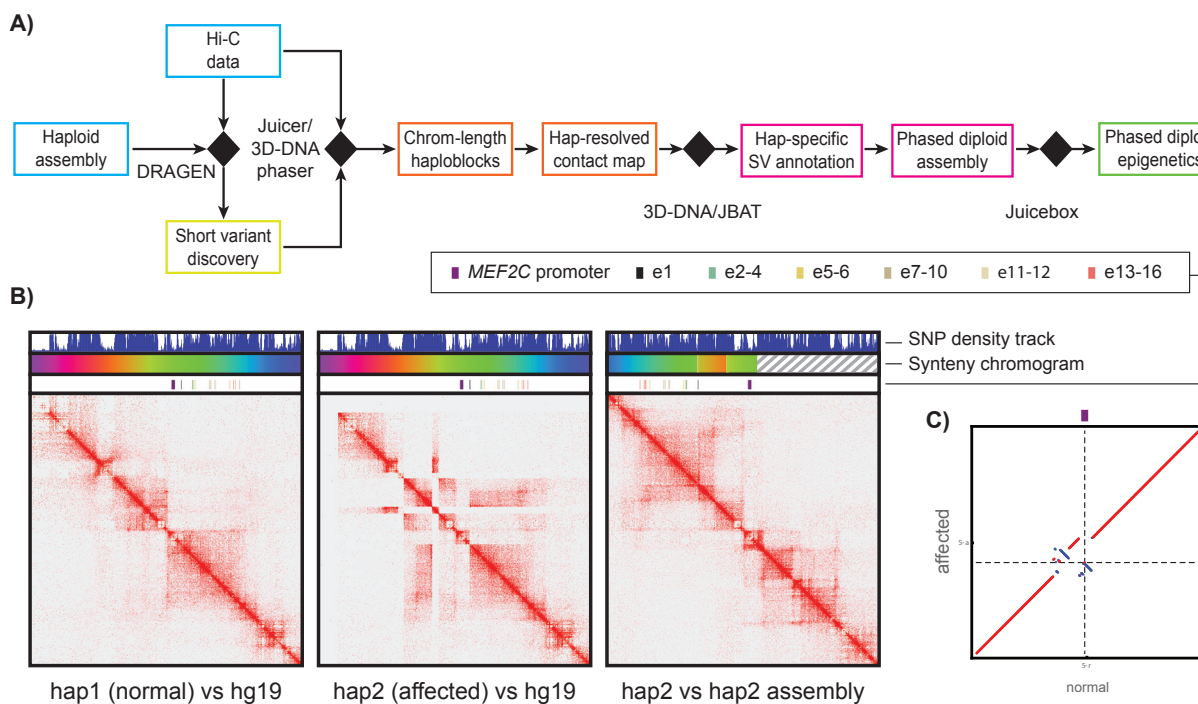 A)
Hi-C
data
Haploid
assembly
DRAGEN
Juicer/
3D-DNA
phaser
Short variant
discovery
Chrom-length
haploblocks
Hap-resolved
contact map
3D-DNA/JBAT
Hap-specific
SV annotation
Phased diploid
assembly
Juicebox
Phased diplo
epigenetics
MEF2C promoter e1 e2-4 e5-6 e7-10 e11-12 e13-16
B)
SNP density track
Synteny chromogram
hap1 (normal) vs hg19
hap2 (affected) vs hg19
hap2 vs hap2 assembly
C)
affected
5-a
5-r
normal